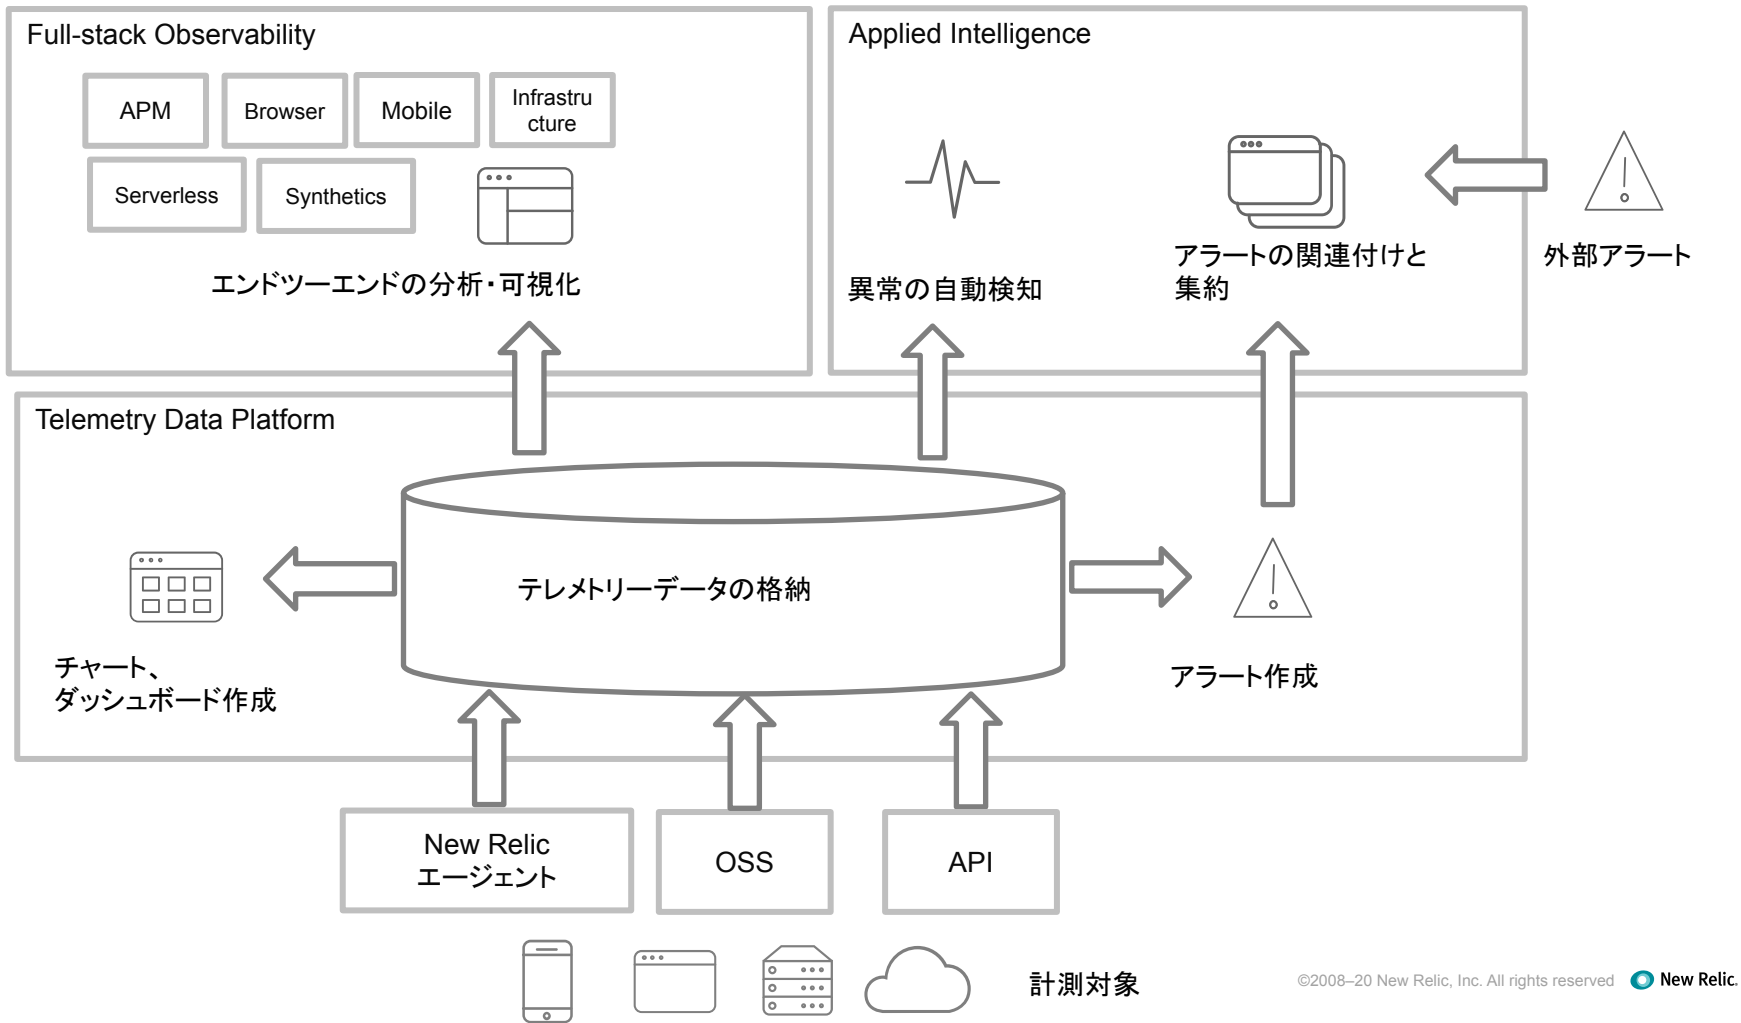 Full-stack Observability
APM
Browser
Mobile
Infrastru
cture
Serverless
Synthetics
エンドツーエンドの分析・可視化
Applied Intelligence
異常の自動検知
アラートの関連付けと
集約
外部アラート
Telemetry Data Platform
テレメトリーデータの格納
チャート、
ダッシュボード作成
アラート作成
New Relic
エージェント
OSS
API
計測対象
©2008–20 New Relic, Inc. All rights reserved
New Relic.